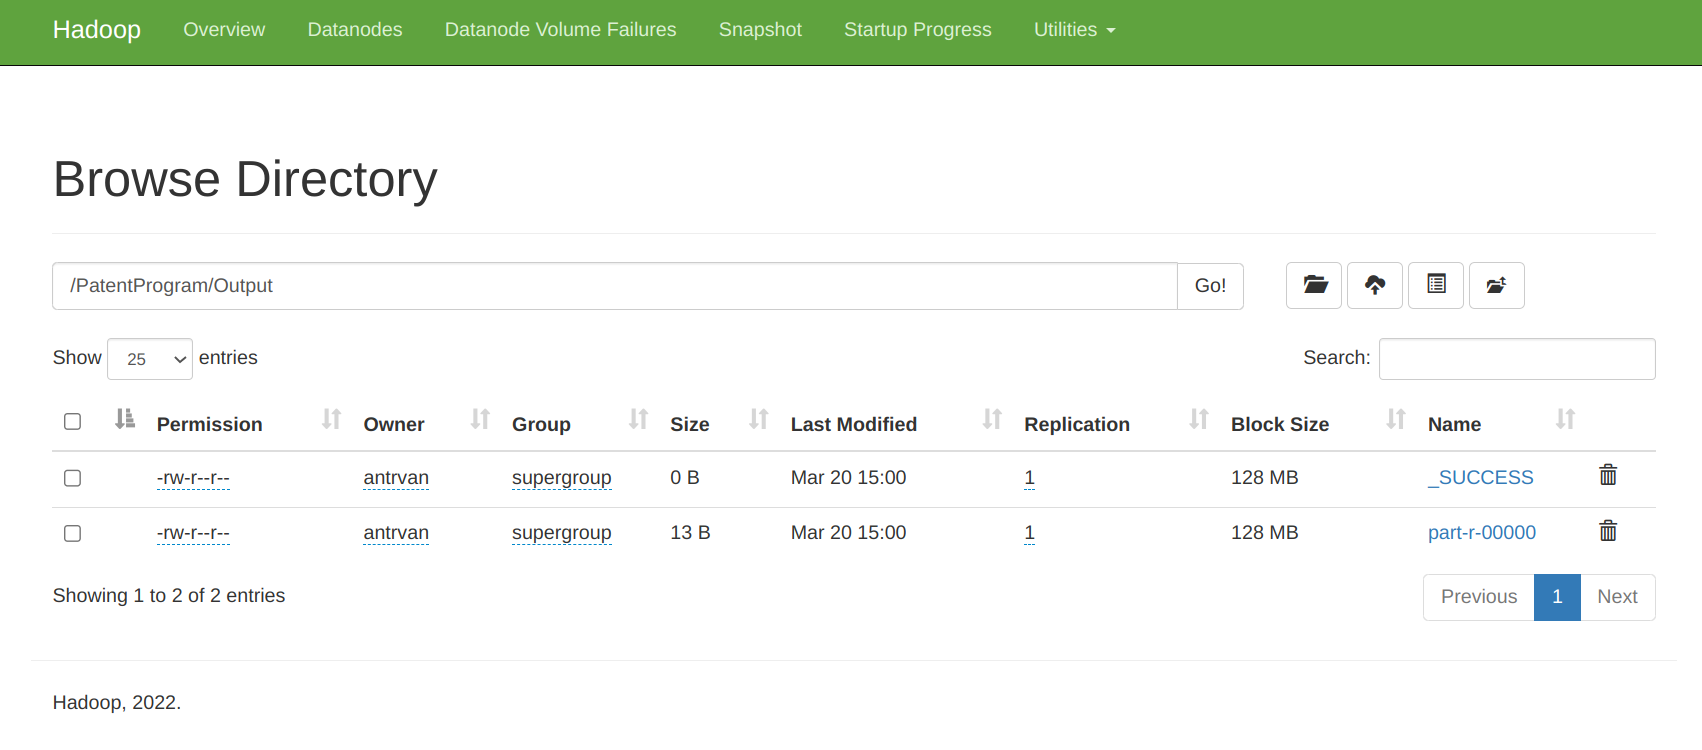 Hadoop Overview Datanodes Datanode Volume Failures Snapshot Startup Progress Utilities
Browse Directory
/PatentProgram/Output Go!
Show 25 entries Search:
Permission Owner Group Size Last Modified Replication Block Size Name
-rw-r--r-- antrvan supergroup 0 B Mar 20 15:00 1 128 MB _SUCCESS
-rw-r--r-- antrvan supergroup 13 B Mar 20 15:00 1 128 MB part-r-00000
Showing 1 to 2 of 2 entries Previous 1 Next
Hadoop, 2022.